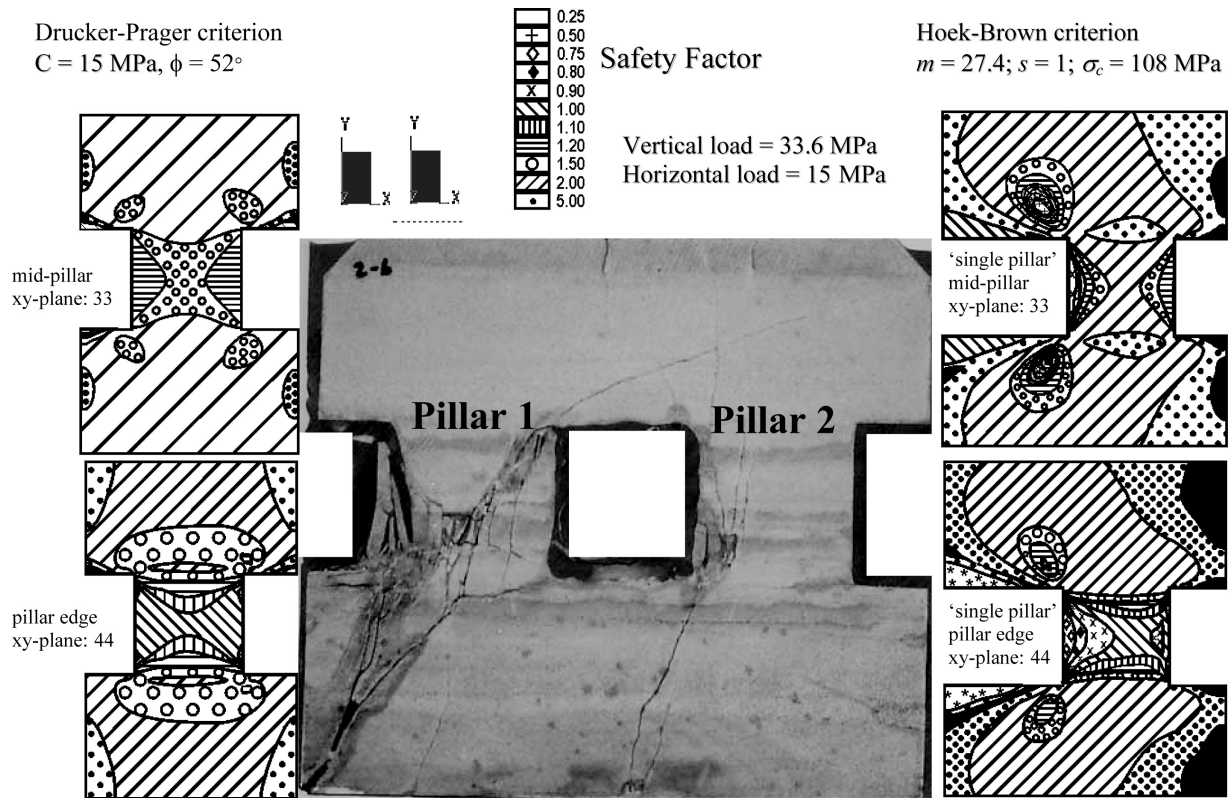 Drucker-Prager criterion
C = 15 MPa, ϕ = 52°
0.25
0.50
0.75
0.80
0.90
1.00
1.10
1.20
1.50
2.00
5.00
Safety Factor
Vertical load = 33.6 MPa
Horizontal load = 15 MPa
Hoek-Brown criterion
m = 27.4; s = 1; σc = 108 MPa
Y
Z X
Y
Z X
mid-pillar
xy-plane: 33
pillar edge
xy-plane: 44
2-6
Pillar 1
Pillar 2
'single pillar'
mid-pillar
xy-plane: 33
'single pillar'
pillar edge
xy-plane: 44